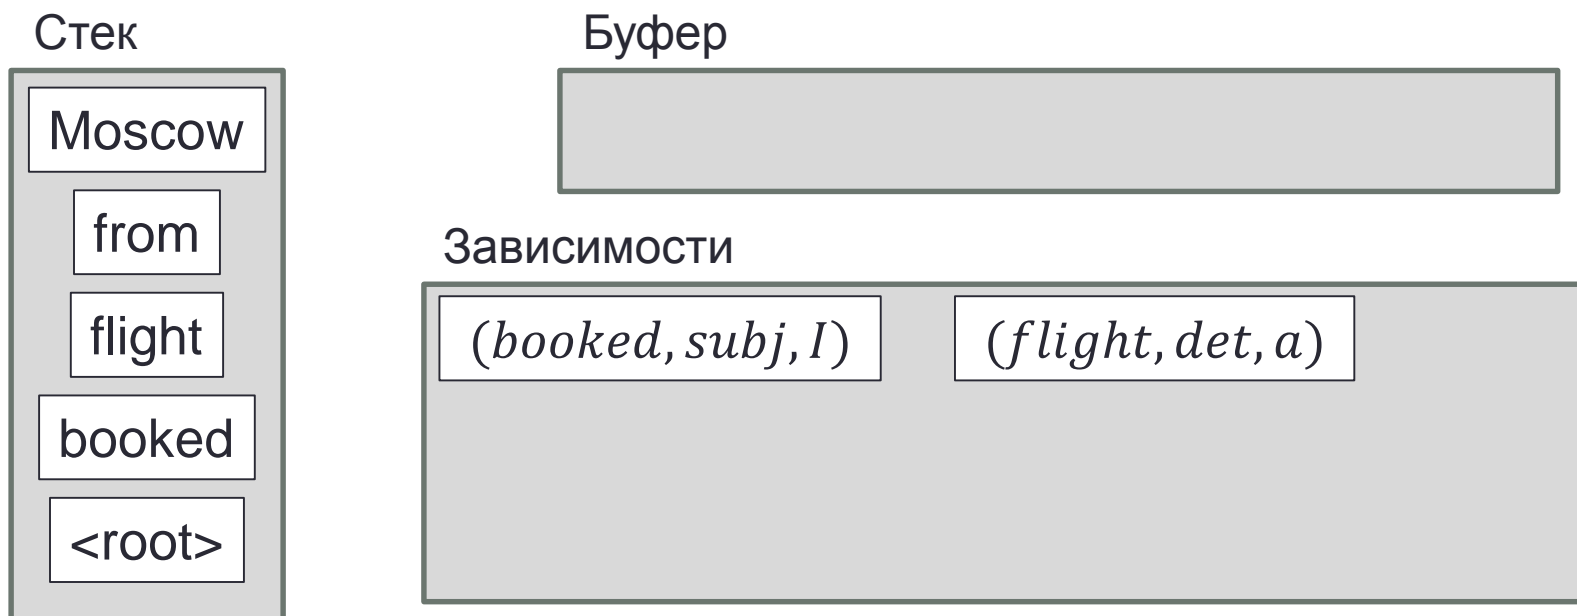 Стек
Буфер
Moscow
from
flight
booked
<root>
Зависимости
(booked, subj, I)
(flight, det, a)